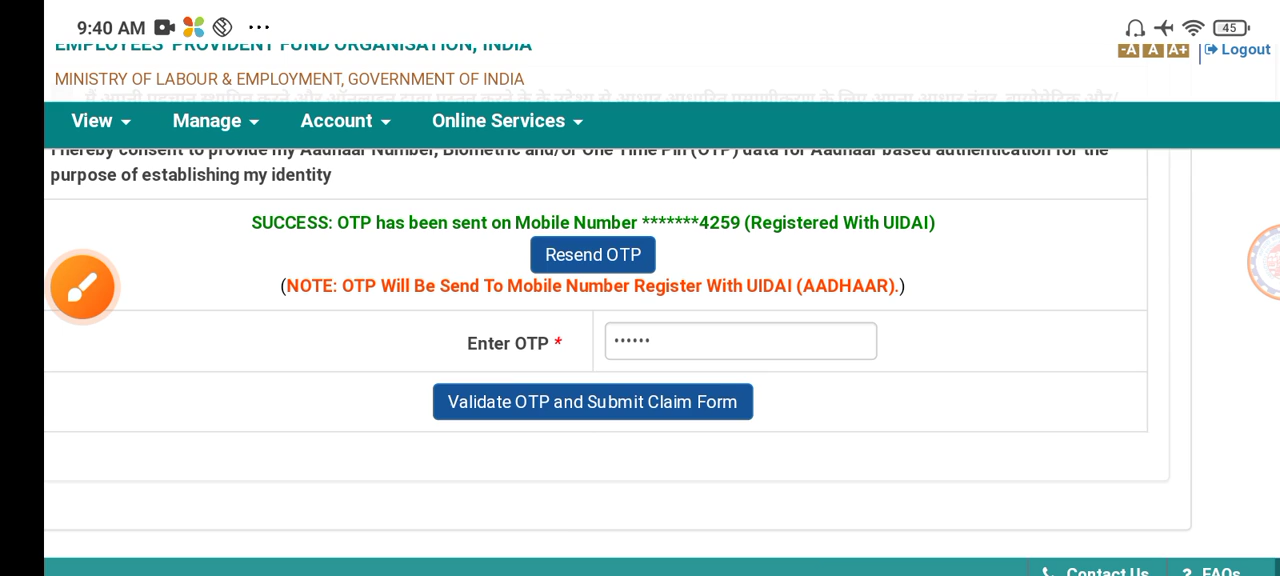 9:40 AM
45
EMPLOYEES' PROVIDENT FUND ORGANISATION, INDIA
-A A A+ Logout
MINISTRY OF LABOUR & EMPLOYMENT, GOVERNMENT OF INDIA
View Manage Account Online Services
I hereby consent to provide my Aadhaar Number, Biometric and/or One Time Pin (OTP) data for Aadhaar based authentication for the
purpose of establishing my identity
SUCCESS: OTP has been sent on Mobile Number *******4259 (Registered With UIDAI)
Resend OTP
(NOTE: OTP Will Be Send To Mobile Number Register With UIDAI (AADHAAR).)
Enter OTP *
••••••
Validate OTP and Submit Claim Form
Contact Us ? FAQs